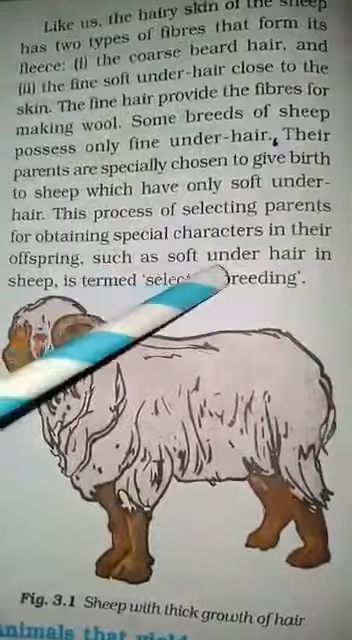 Like us, the hairy skin of the sheep
has two types of fibres that form its
fleece: (i) the coarse beard hair, and
(ii) the fine soft under-hair close to the
skin. The fine hair provide the fibres for
making wool. Some breeds of sheep
possess only fine under-hair. Their
parents are specially chosen to give birth
to sheep which have only soft under-
hair. This process of selecting parents
for obtaining special characters in their
offspring, such as soft under hair in
sheep, is termed ‘select breeding’.
Fig. 3.1 Sheep with thick growth of hair
nimals that